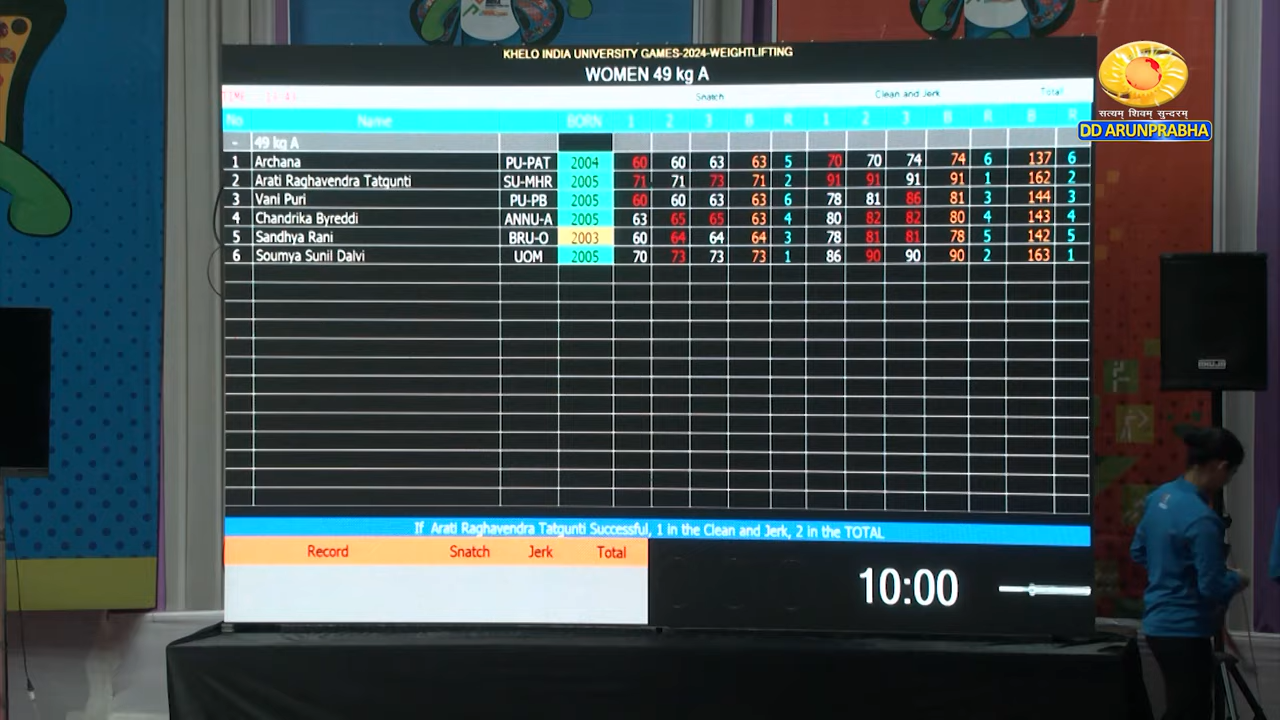 KHELO INDIA UNIVERSITY GAMES-2024-WEIGHTLIFTING
WOMEN 49 kg A
TIME Snatch Clean and Jerk Total
No Name BORN 1 2 3 B R 1 2 3 B R B R
- 49 kg A
1 Archana PU-PAT 2004 60 60 63 63 5 70 70 74 74 6 137 6
2 Arati Raghavendra Tatgunti SU-MHR 2005 71 71 73 71 2 91 91 91 91 1 162 2
3 Vani Puri PU-PB 2005 60 60 63 63 6 78 81 86 81 3 144 3
4 Chandrika Byreddi ANNU-A 2005 63 65 65 63 4 80 82 82 80 4 143 4
5 Sandhya Rani BRU-O 2003 60 64 64 64 3 78 81 81 78 5 142 5
6 Soumya Sunil Dalvi UOM 2005 70 73 73 73 1 86 90 90 90 2 163 1
If Arati Raghavendra Tatgunti Successful, 1 in the Clean and Jerk, 2 in the TOTAL
Record Snatch Jerk Total
10:00
सत्यम् शिवम् सुन्दरम्
DD ARUNPRABHA